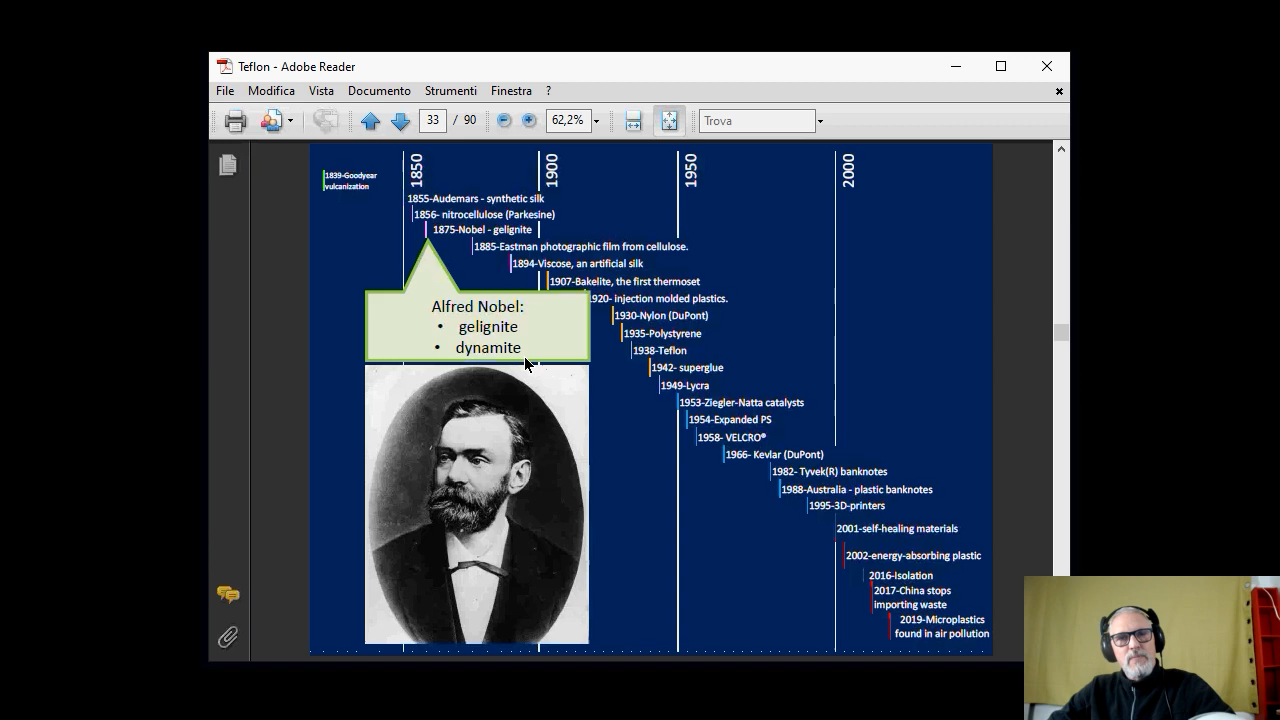 Teflon - Adobe Reader
File Modifica Vista Documento Strumenti Finestra ?
33 / 90 62,2% Trova
1850
1900
1950
2000
1839-Goodyear
vulcanization
1855-Audemars - synthetic silk
1856- nitrocellulose (Parkesine)
1875-Nobel - gelignite
1885-Eastman photographic film from cellulose.
1894-Viscose, an artificial silk
1907-Bakelite, the first thermoset
920- injection molded plastics.
1930-Nylon (DuPont)
1935-Polystyrene
1938-Teflon
1942- superglue
1949-Lycra
1953-Ziegler-Natta catalysts
1954-Expanded PS
1958- VELCRO®
1966- Kevlar (DuPont)
1982- Tyvek(R) banknotes
1988-Australia - plastic banknotes
1995-3D-printers
2001-self-healing materials
2002-energy-absorbing plastic
2016-Isolation
2017-China stops
importing waste
2019-Microplastics
found in air pollution
Alfred Nobel:
• gelignite
• dynamite